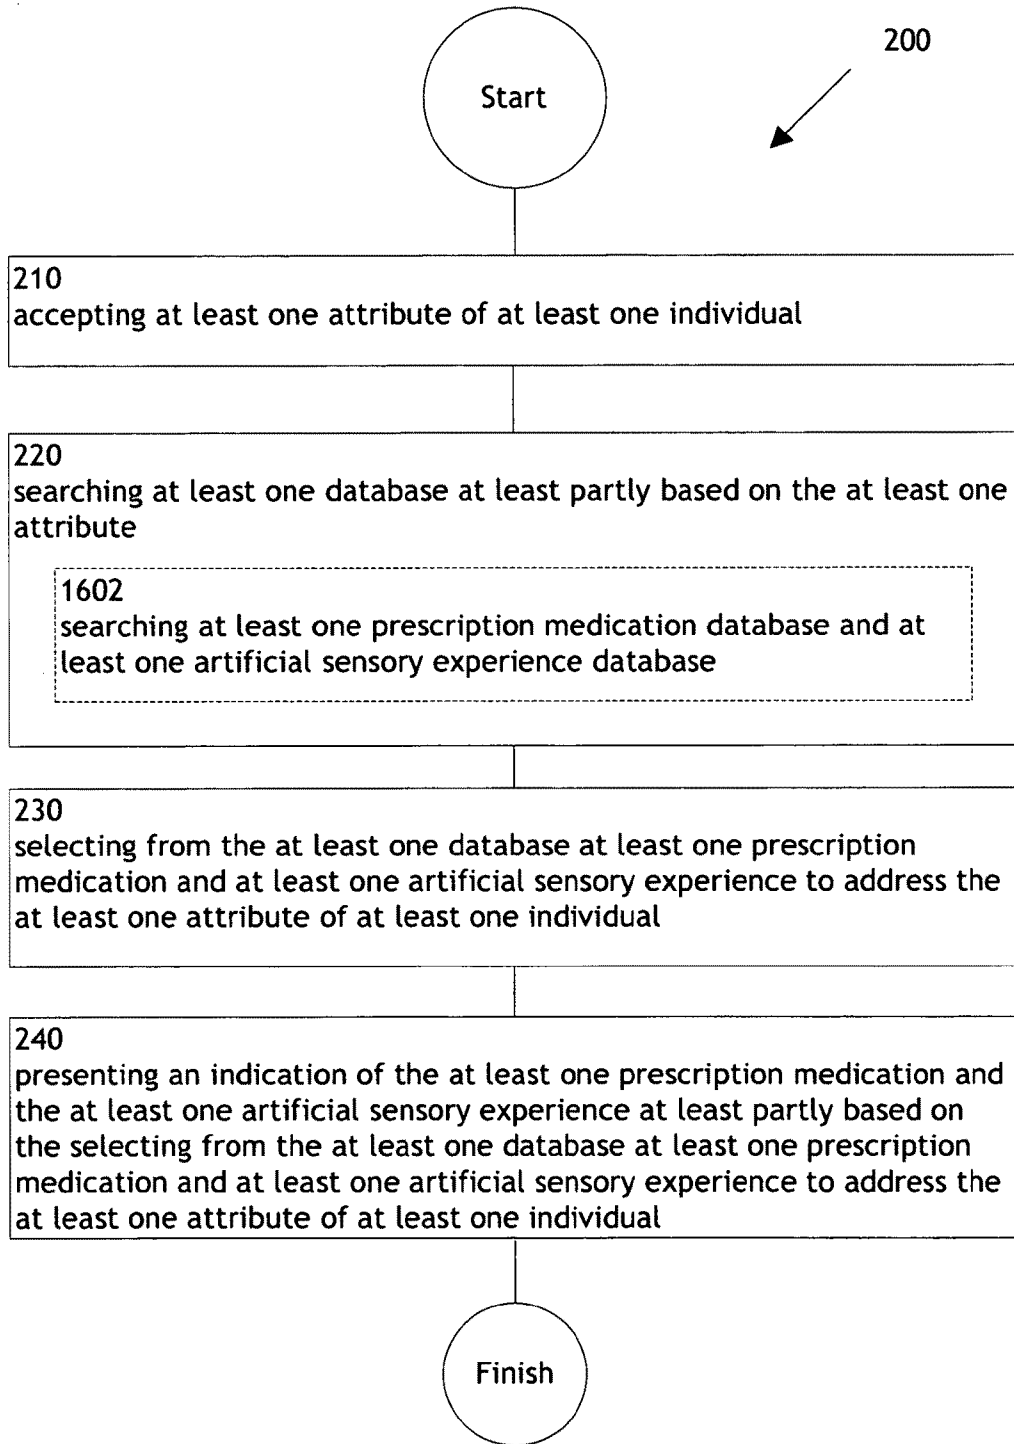 200
Start
210
accepting at least one attribute of at least one individual
220
searching at least one database at least partly based on the at least one
attribute
1602
searching at least one prescription medication database and at
least one artificial sensory experience database
230
selecting from the at least one database at least one prescription
medication and at least one artificial sensory experience to address the
at least one attribute of at least one individual
240
presenting an indication of the at least one prescription medication and
the at least one artificial sensory experience at least partly based on
the selecting from the at least one database at least one prescription
medication and at least one artificial sensory experience to address the
at least one attribute of at least one individual
Finish